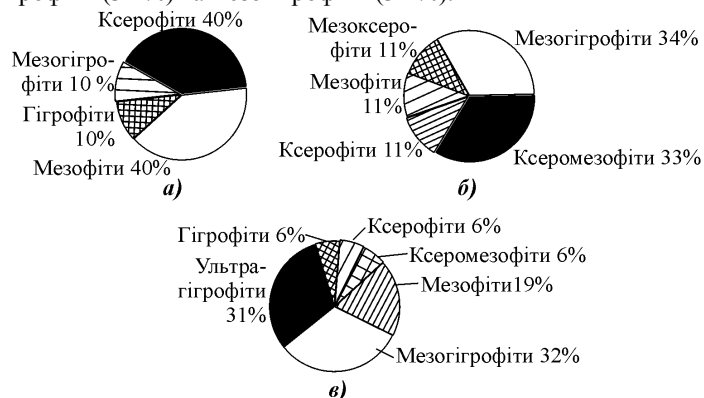 Ксерофіти 40%
Мезогігро-
фіти 10 %
Гігрофіти
10%
Мезофіти 40%
а)
Мезоксеро-
фіти 11%
Мезогігрофіти 34%
Мезофіти
11%
Ксерофіти 11%
Ксеромезофіти 33%
б)
Гігрофіти 6%
Ксерофіти 6%
Ксеромезофіти 6%
Ультра-
гігрофіти
31%
Мезофіти19%
Мезогігрофіти 32%
в)